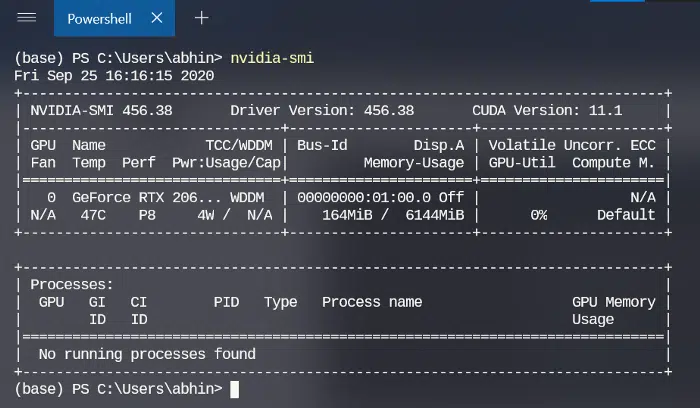 Powershell
(base) PS C:\Users\abhin> nvidia-smi
Fri Sep 25 16:16:15 2020
+-----------------------------------------------------------------------------+
| NVIDIA-SMI 456.38       Driver Version: 456.38       CUDA Version: 11.1     |
|-------------------------------+----------------------+----------------------+
| GPU  Name            TCC/WDDM | Bus-Id        Disp.A | Volatile Uncorr. ECC |
| Fan  Temp  Perf  Pwr:Usage/Cap|         Memory-Usage | GPU-Util  Compute M. |
|===============================+======================+======================|
|   0  GeForce RTX 206... WDDM  | 00000000:01:00.0 Off |                  N/A |
| N/A   47C    P8     4W /  N/A |    164MiB /  6144MiB |      0%      Default |
+-------------------------------+----------------------+----------------------+
+-----------------------------------------------------------------------------+
| Processes:                                                                  |
|  GPU   GI   CI        PID   Type   Process name                  GPU Memory |
|        ID   ID                                                   Usage      |
|=============================================================================|
|  No running processes found                                                 |
+-----------------------------------------------------------------------------+
(base) PS C:\Users\abhin>